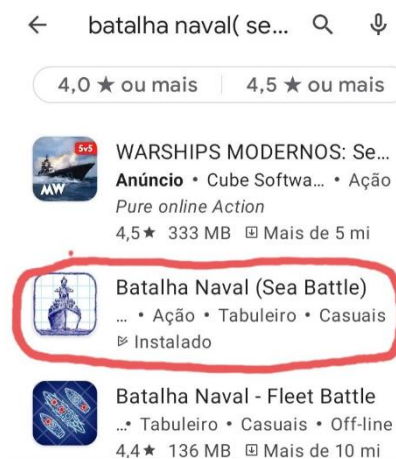 batalha naval( se...
4,0 ★ ou mais
4,5 ★ ou mais
5v5
MW
WARSHIPS MODERNOS: Se...
Anúncio • Cube Softwa... • Ação
Pure online Action
4,5★ 333 MB Mais de 5 mi
Batalha Naval (Sea Battle)
... • Ação • Tabuleiro • Casuais
Instalado
Batalha Naval - Fleet Battle
...• Tabuleiro • Casuais • Off-line
4,4★ 136 MB Mais de 10 mi